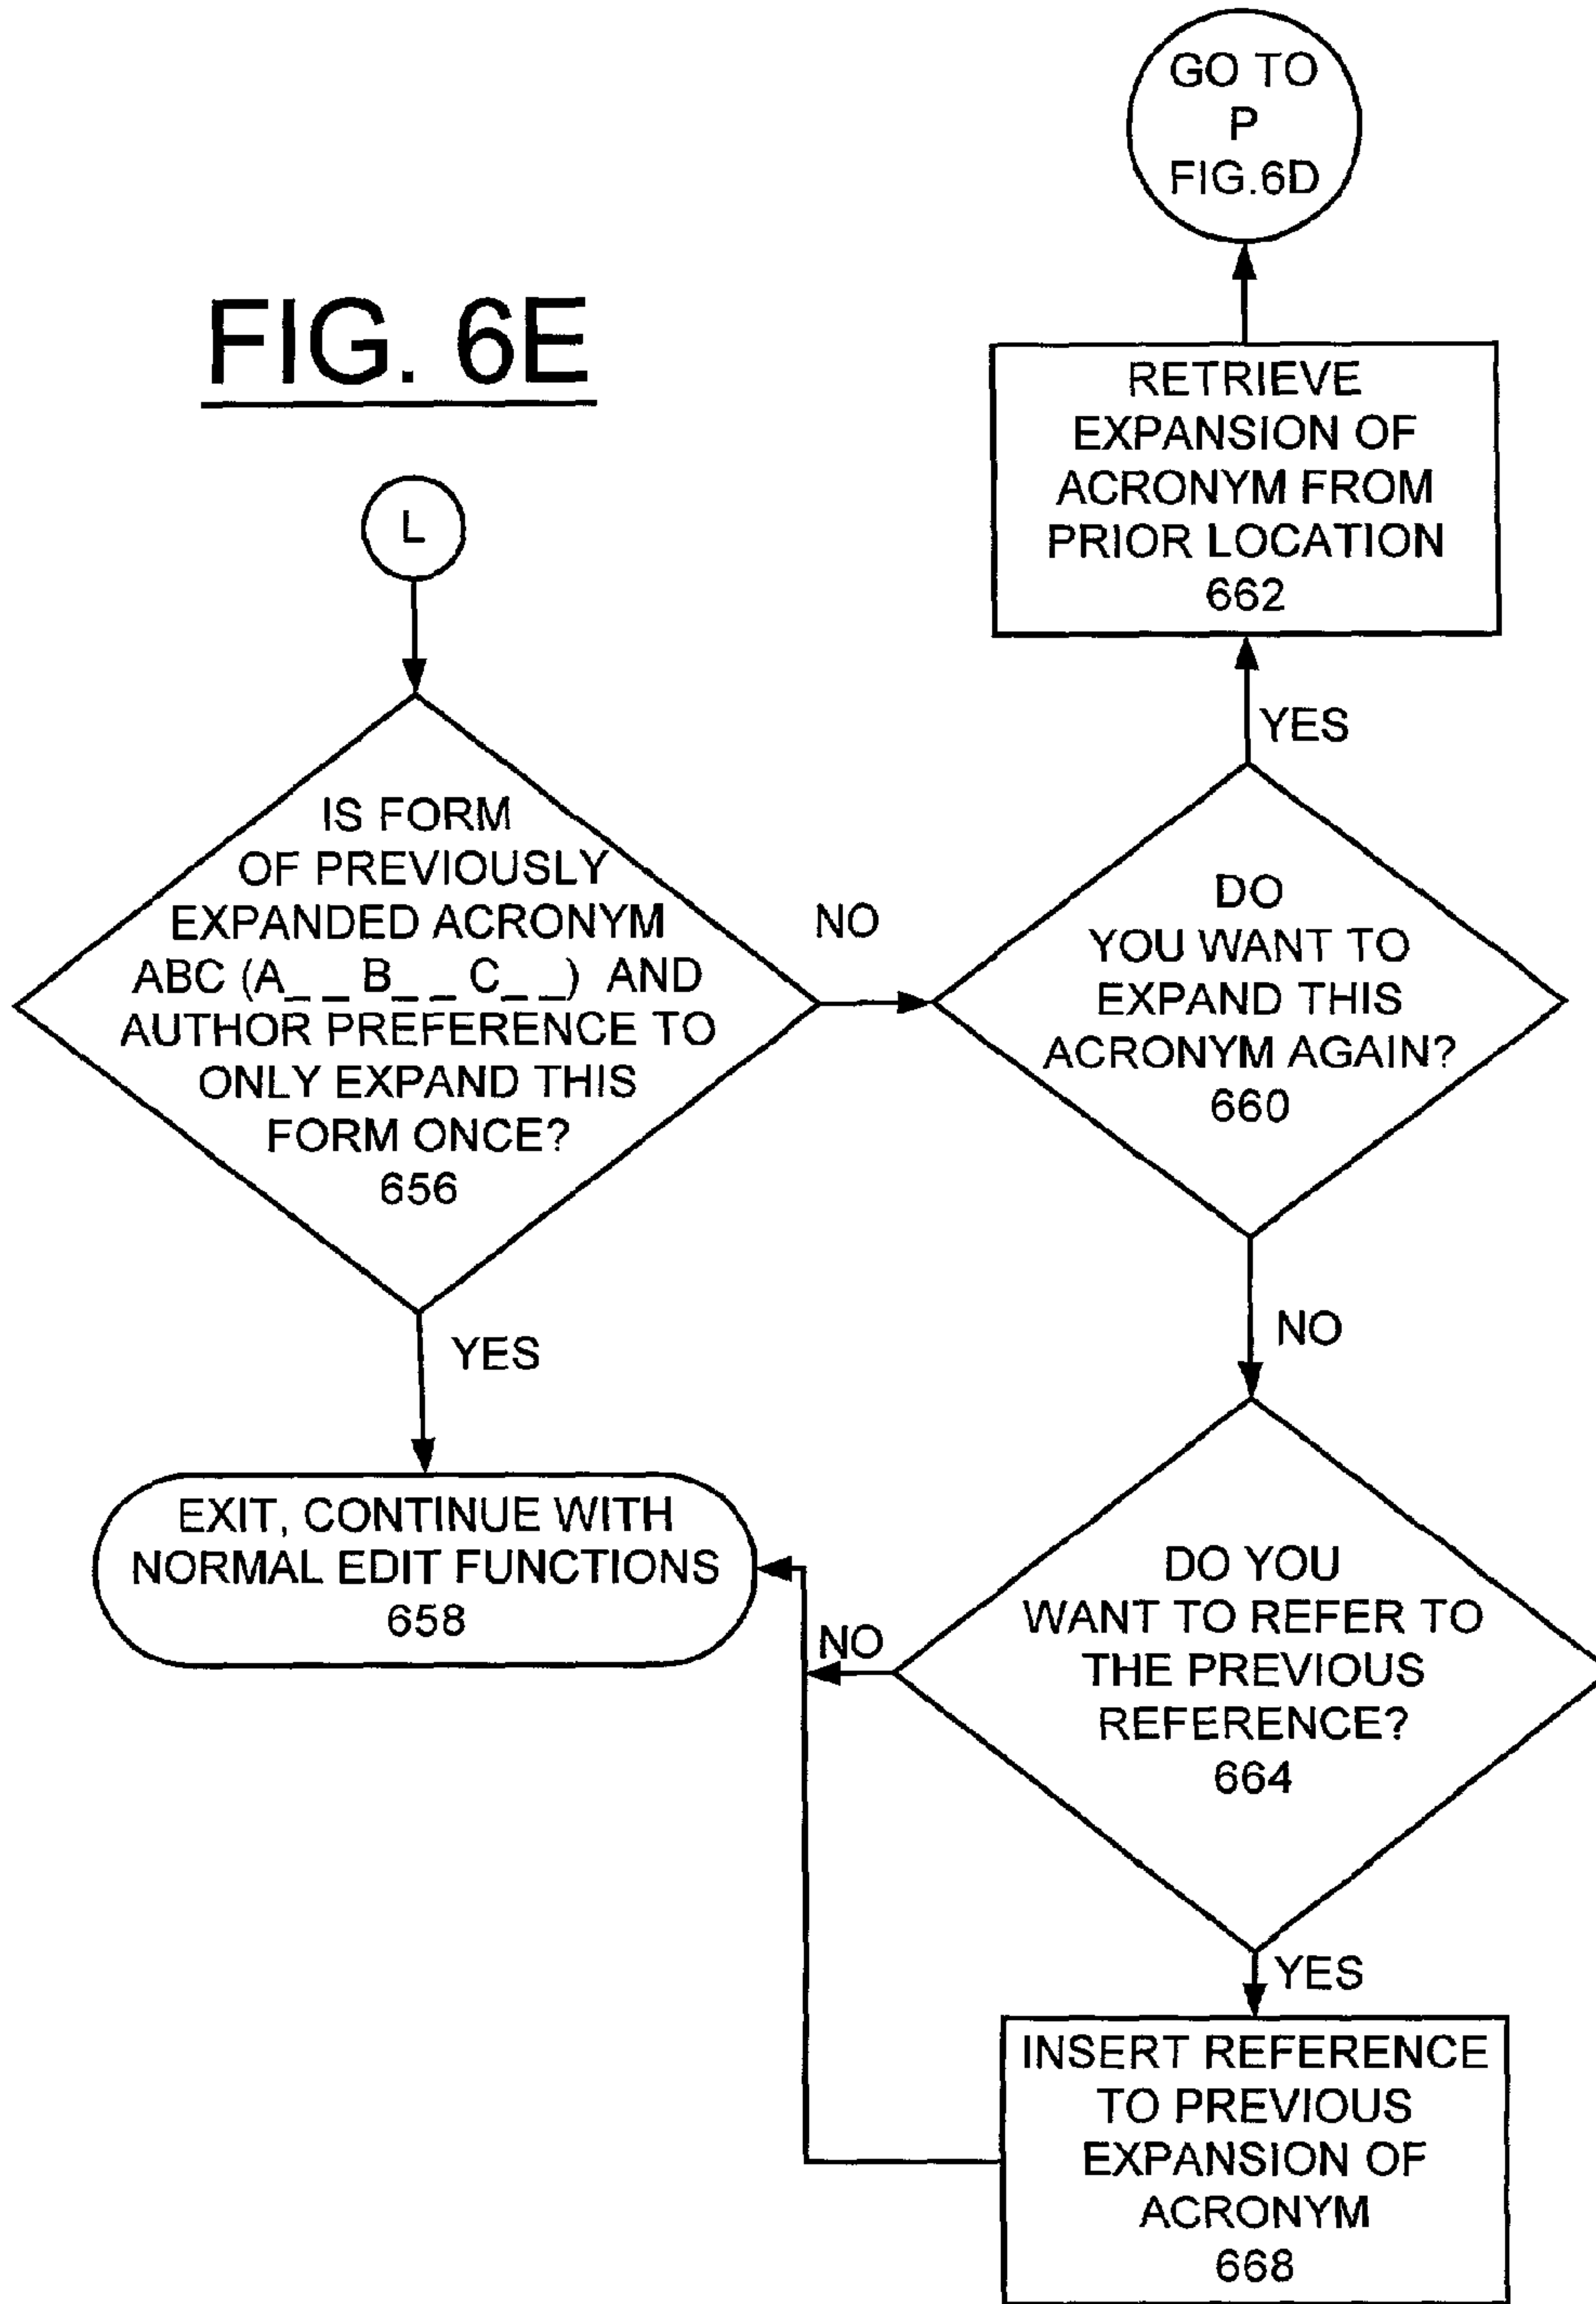 FIG. 6E
GO TO
P
FIG.6D
RETRIEVE
EXPANSION OF
ACRONYM FROM
PRIOR LOCATION
662
L
YES
IS FORM
OF PREVIOUSLY
EXPANDED ACRONYM
ABC (A_ _ B_ _ C_ _) AND
AUTHOR PREFERENCE TO
ONLY EXPAND THIS
FORM ONCE?
656
NO
DO
YOU WANT TO
EXPAND THIS
ACRONYM AGAIN?
660
YES
NO
EXIT, CONTINUE WITH
NORMAL EDIT FUNCTIONS
658
NO
DO YOU
WANT TO REFER TO
THE PREVIOUS
REFERENCE?
664
YES
INSERT REFERENCE
TO PREVIOUS
EXPANSION OF
ACRONYM
668